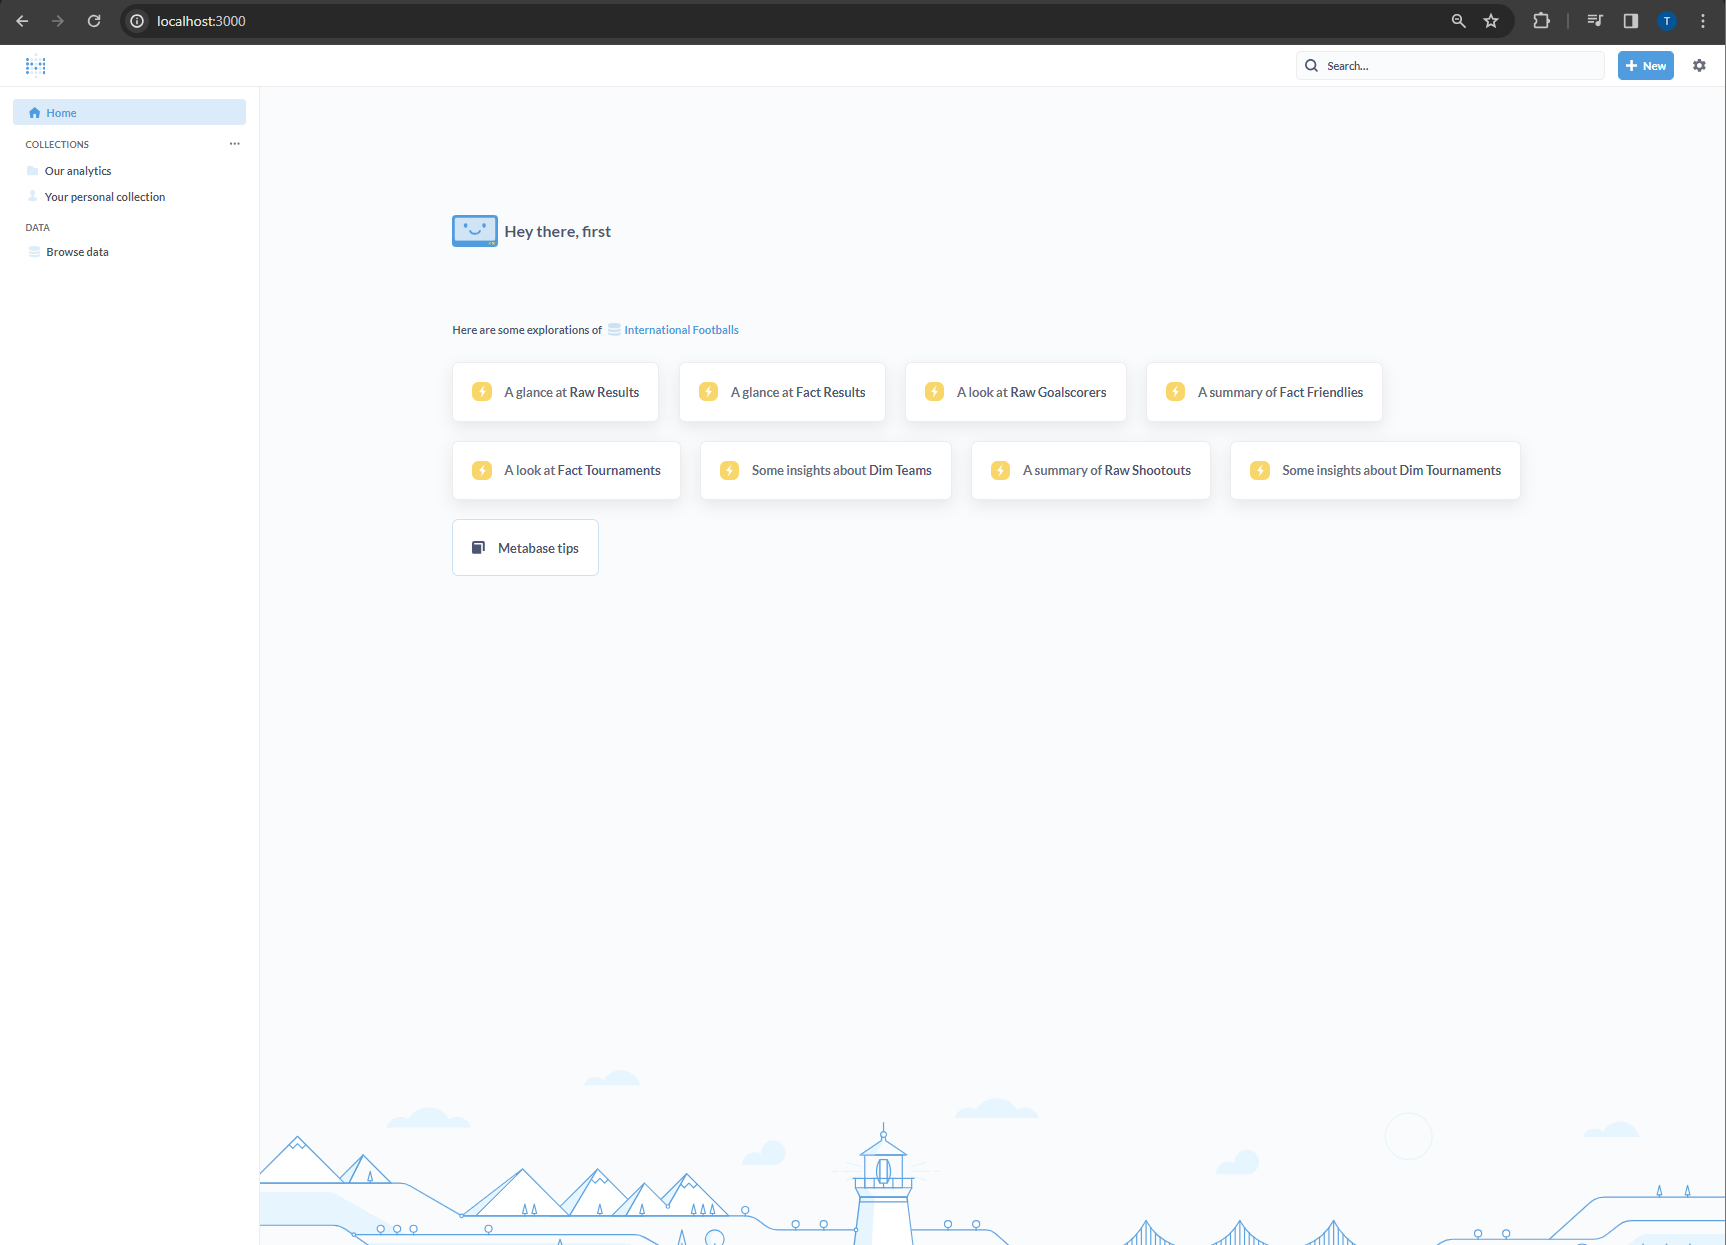 localhost:3000
T
Search...
New
Home
COLLECTIONS
Our analytics
Your personal collection
DATA
Browse data
Hey there, first
Here are some explorations of International Footballs
A glance at Raw Results
A glance at Fact Results
A look at Raw Goalscorers
A summary of Fact Friendlies
A look at Fact Tournaments
Some insights about Dim Teams
A summary of Raw Shootouts
Some insights about Dim Tournaments
Metabase tips